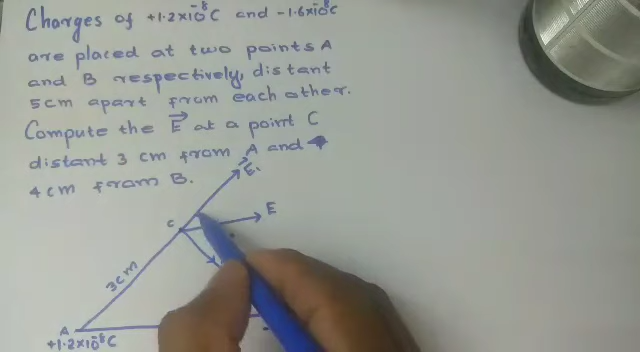 Charges of +1.2×10⁻⁸C and -1.6×10⁻⁸C
are placed at two points A
and B respectively, distant
5cm apart from each other.
Compute the E⃗ at a point C
distant 3 cm from A and
4cm from B.
E⃗₁
E
C
3cm
A
+1.2×10⁻⁸C